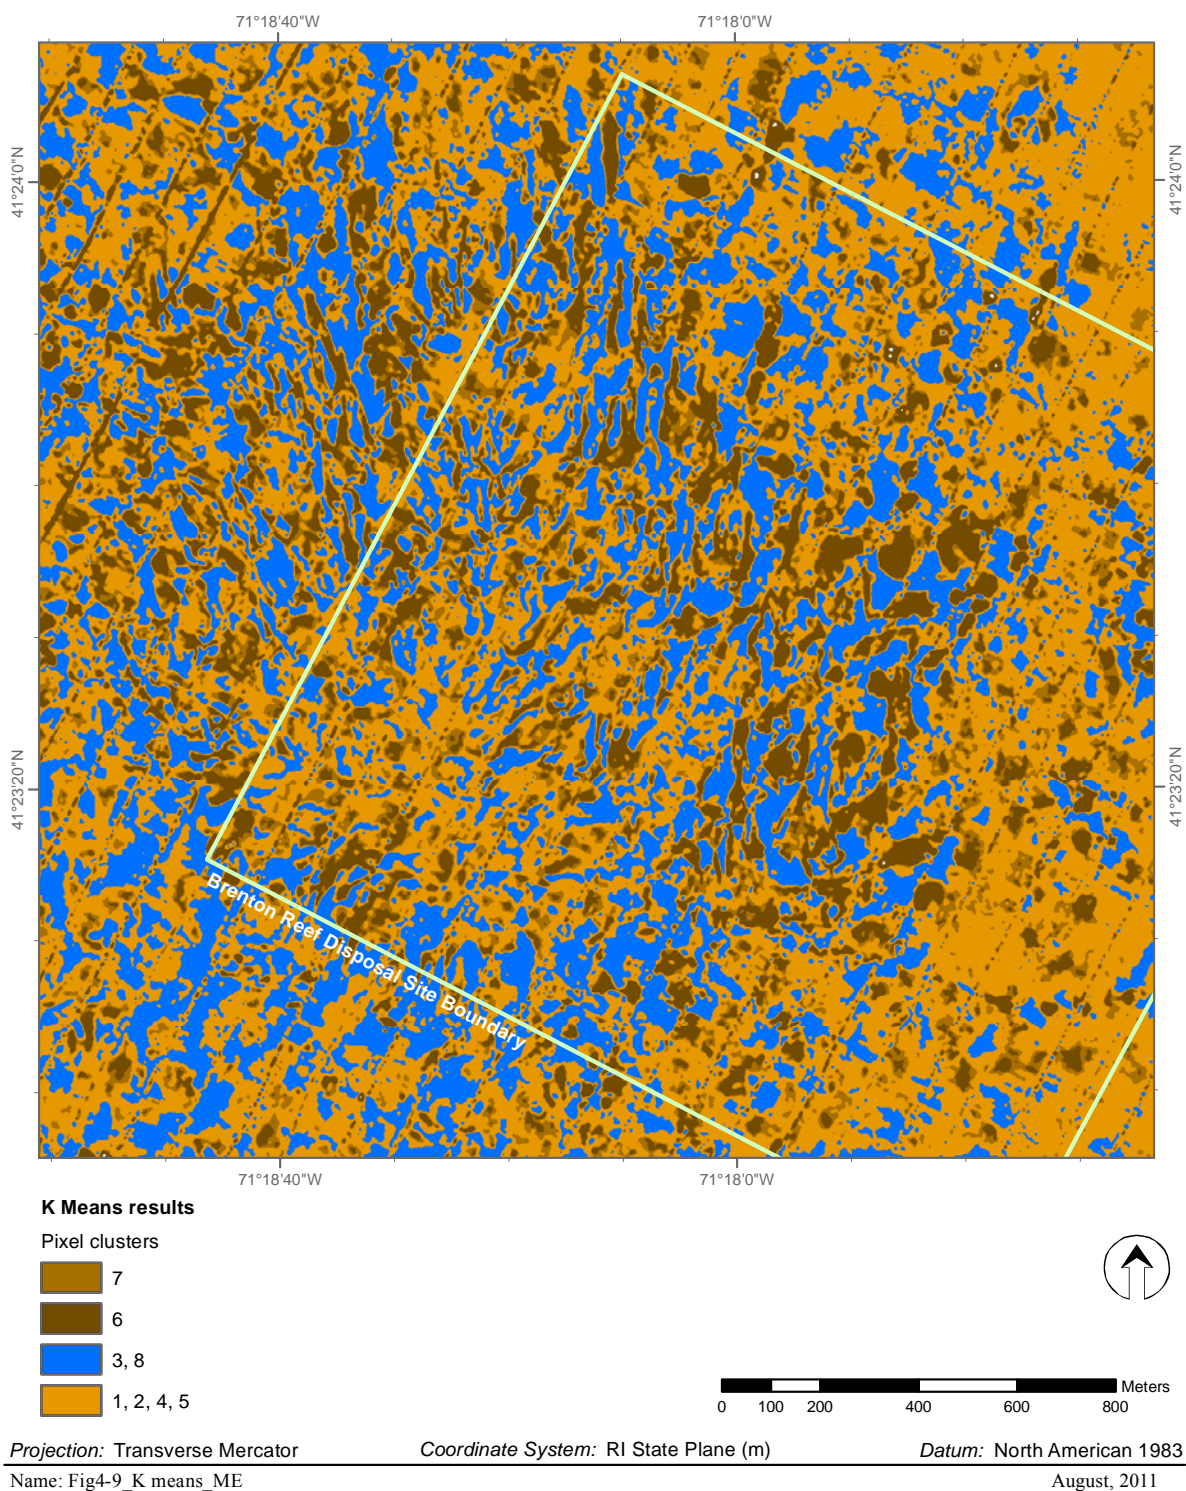 71°18'40"W 71°18'0"W
41°24'0"N 41°24'0"N
41°23'20"N 41°23'20"N
Brenton Reef Disposal Site Boundary
71°18'40"W 71°18'0"W
K Means results
Pixel clusters
7
6
3, 8
1, 2, 4, 5
Meters
0 100 200 400 600 800
Projection: Transverse Mercator Coordinate System: RI State Plane (m) Datum: North American 1983
Name: Fig4-9_K means_ME August, 2011